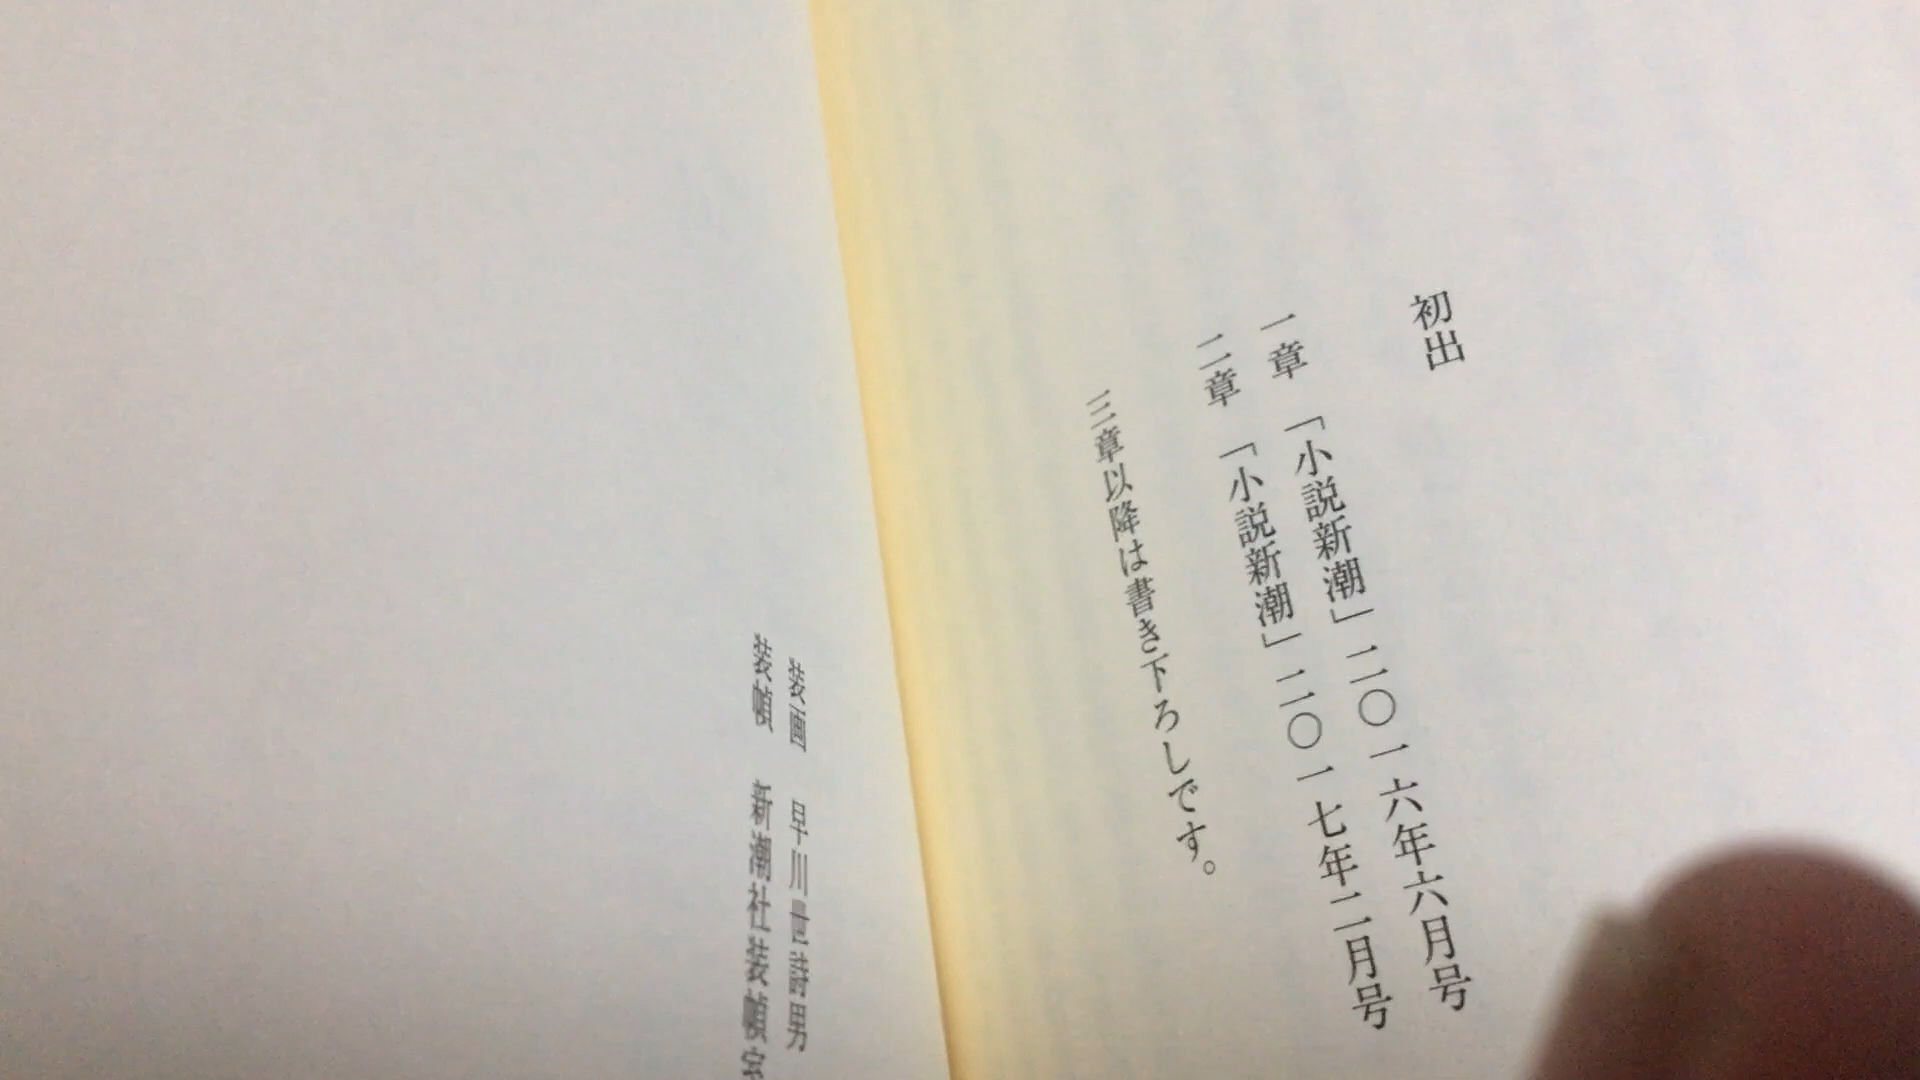 初出
一章　「小説新潮」二〇一六年六月号
二章　「小説新潮」二〇一七年二月号
三章以降は書き下ろしです。
装画　早川世詩男
装幀　新潮社装幀室